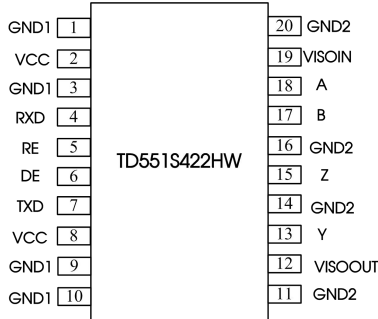 GND1 1 20 GND2
VCC 2 19 VISOIN
GND1 3 18 A
RXD 4 17 B
RE 5 16 GND2
TD551S422HW
DE 6 15 Z
TXD 7 14 GND2
VCC 8 13 Y
GND1 9 12 VISOOUT
GND1 10 11 GND2